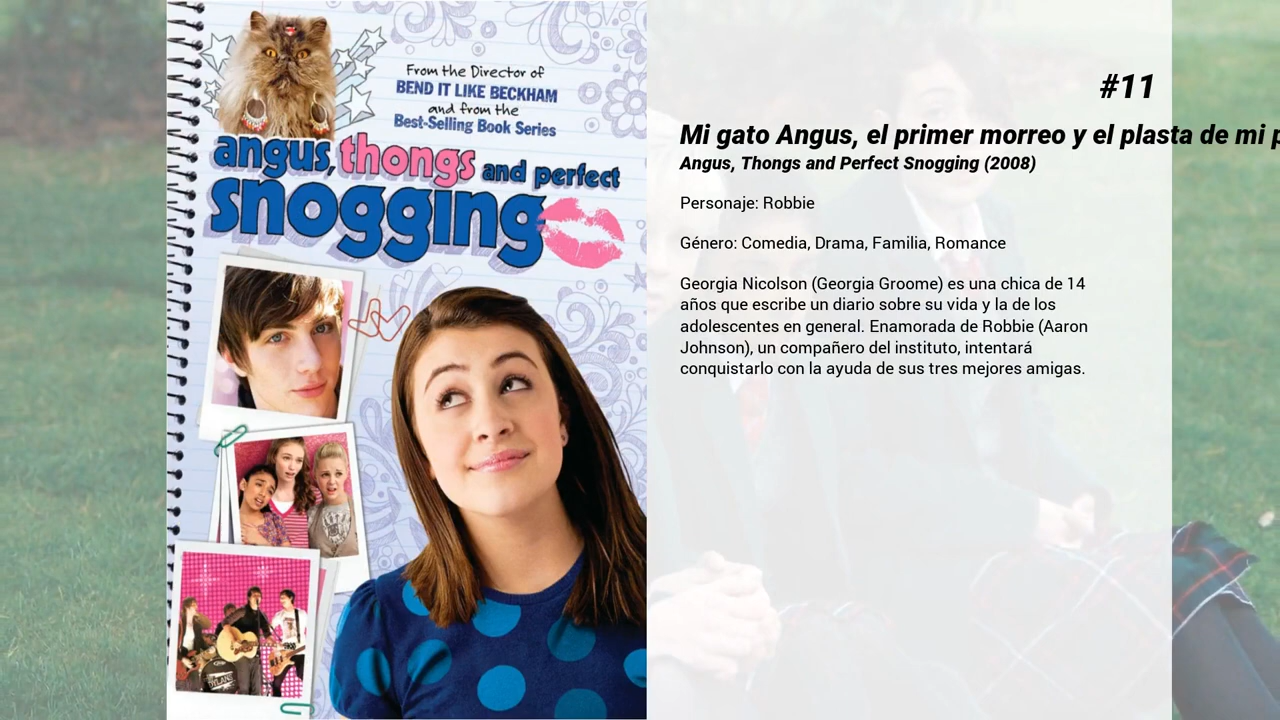 From the Director of
BEND IT LIKE BECKHAM
and from the
Best-Selling Book Series
angus, thongs and perfect
snogging
#11
Mi gato Angus, el primer morreo y el plasta de mi
Angus, Thongs and Perfect Snogging (2008)
Personaje: Robbie
Género: Comedia, Drama, Familia, Romance
Georgia Nicolson (Georgia Groome) es una chica de 14
años que escribe un diario sobre su vida y la de los
adolescentes en general. Enamorada de Robbie (Aaron
Johnson), un compañero del instituto, intentará
conquistarlo con la ayuda de sus tres mejores amigas.